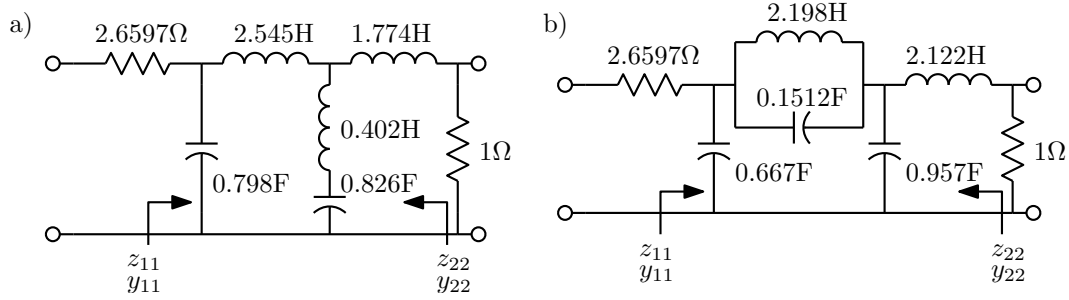 a)
2.6597Ω
2.545H
1.774H
0.402H
1Ω
0.798F
0.826F
z11
y11
z22
y22
b)
2.198H
2.6597Ω
2.122H
0.1512F
1Ω
0.667F
0.957F
z11
y11
z22
y22